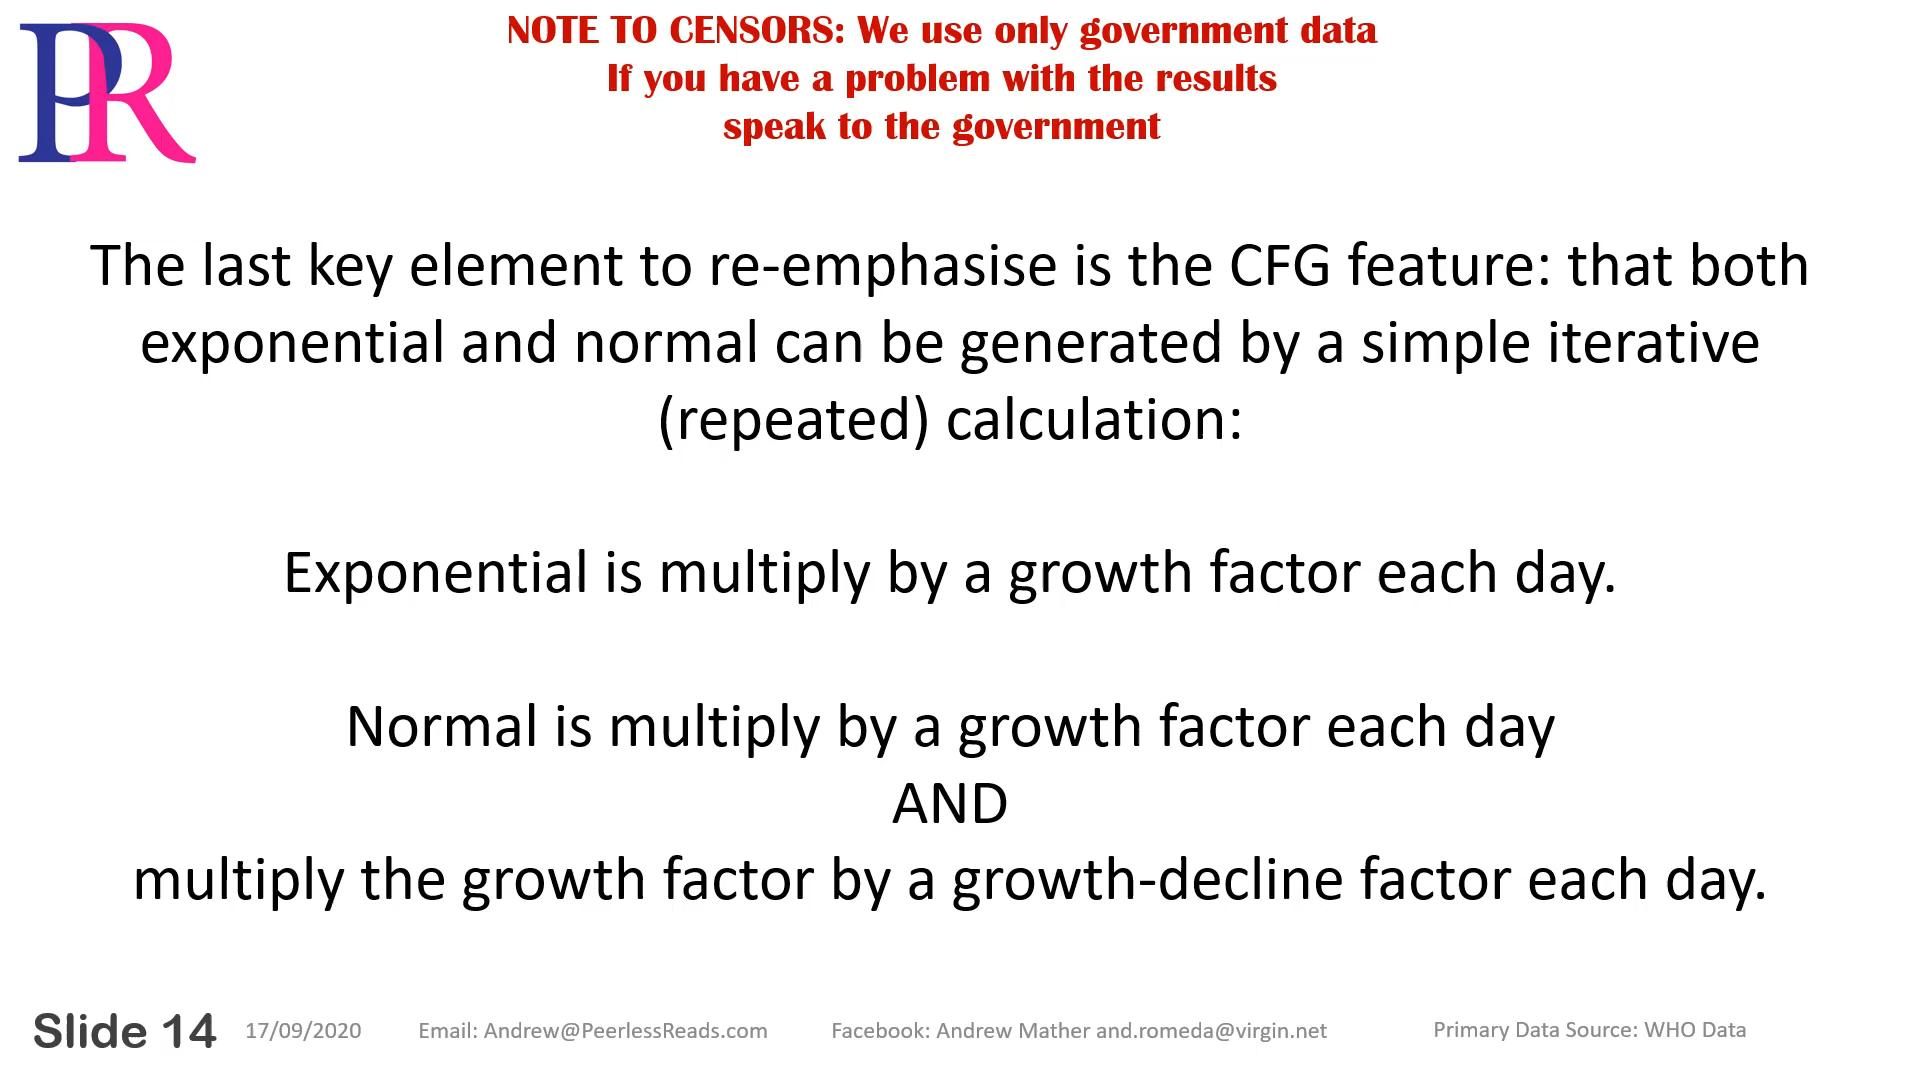 PR
NOTE TO CENSORS: We use only government data
If you have a problem with the results
speak to the government
The last key element to re-emphasise is the CFG feature: that both
exponential and normal can be generated by a simple iterative
(repeated) calculation:
Exponential is multiply by a growth factor each day.
Normal is multiply by a growth factor each day
AND
multiply the growth factor by a growth-decline factor each day.
Slide 14 17/09/2020 Email: Andrew@PeerlessReads.com Facebook: Andrew Mather and.romeda@virgin.net Primary Data Source: WHO Data